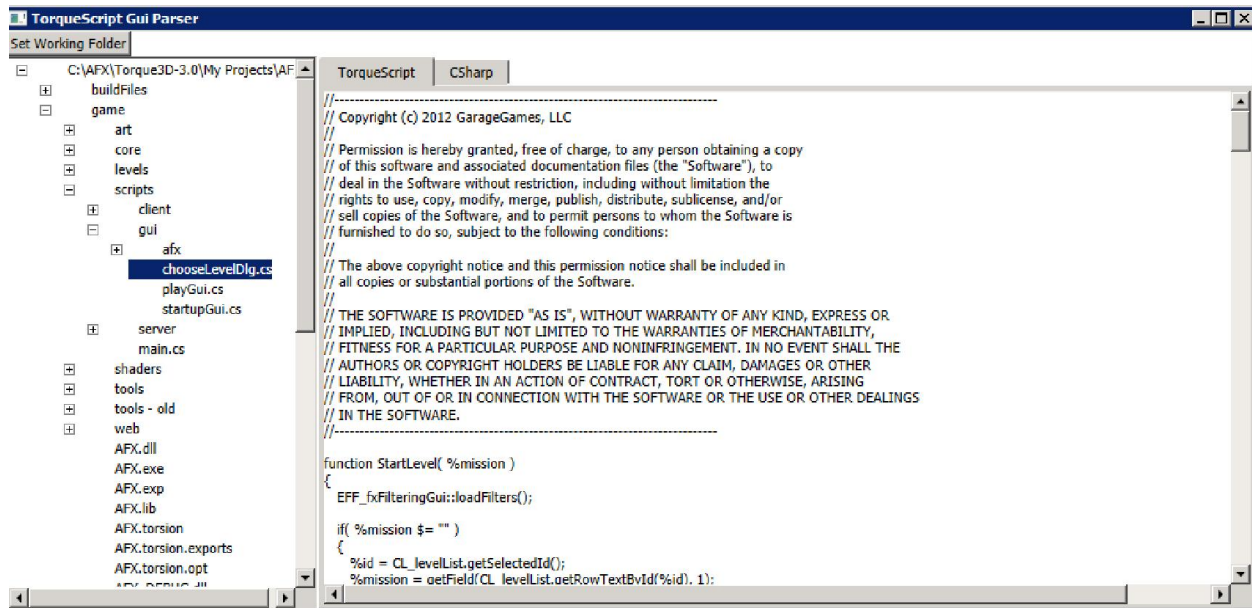 TorqueScript Gui Parser
Set Working Folder
C:\AFX\Torque3D-3.0\My Projects\AF
buildFiles
game
art
core
levels
scripts
client
gui
afx
chooseLevelDlg.cs
playGui.cs
startupGui.cs
server
main.cs
shaders
tools
tools - old
web
AFX.dll
AFX.exe
AFX.exp
AFX.lib
AFX.torsion
AFX.torsion.exports
AFX.torsion.opt
AFX_DEBUG.dll
TorqueScript
CSharp
//-----------------------------------------------------------------------------
// Copyright (c) 2012 GarageGames, LLC
//
// Permission is hereby granted, free of charge, to any person obtaining a copy
// of this software and associated documentation files (the "Software"), to
// deal in the Software without restriction, including without limitation the
// rights to use, copy, modify, merge, publish, distribute, sublicense, and/or
// sell copies of the Software, and to permit persons to whom the Software is
// furnished to do so, subject to the following conditions:
//
// The above copyright notice and this permission notice shall be included in
// all copies or substantial portions of the Software.
//
// THE SOFTWARE IS PROVIDED "AS IS", WITHOUT WARRANTY OF ANY KIND, EXPRESS OR
// IMPLIED, INCLUDING BUT NOT LIMITED TO THE WARRANTIES OF MERCHANTABILITY,
// FITNESS FOR A PARTICULAR PURPOSE AND NONINFRINGEMENT. IN NO EVENT SHALL THE
// AUTHORS OR COPYRIGHT HOLDERS BE LIABLE FOR ANY CLAIM, DAMAGES OR OTHER
// LIABILITY, WHETHER IN AN ACTION OF CONTRACT, TORT OR OTHERWISE, ARISING
// FROM, OUT OF OR IN CONNECTION WITH THE SOFTWARE OR THE USE OR OTHER DEALINGS
// IN THE SOFTWARE.
//-----------------------------------------------------------------------------
function StartLevel( %mission )
{
EFF_fxFilteringGui::loadFilters();
if( %mission $= "" )
{
%id = CL_levelList.getSelectedId();
%mission = getField(CL_levelList.getRowTextById(%id), 1);